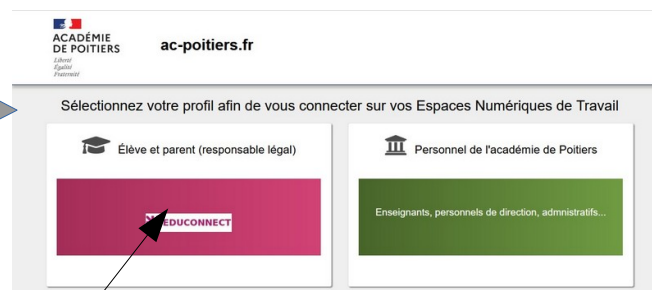 ACADÉMIE
DE POITIERS
Liberté
Égalité
Fraternité
ac-poitiers.fr
Sélectionnez votre profil afin de vous connecter sur vos Espaces Numériques de Travail
Élève et parent (responsable légal)
ÉDUCONNECT
Personnel de l'académie de Poitiers
Enseignants, personnels de direction, admnistratifs...